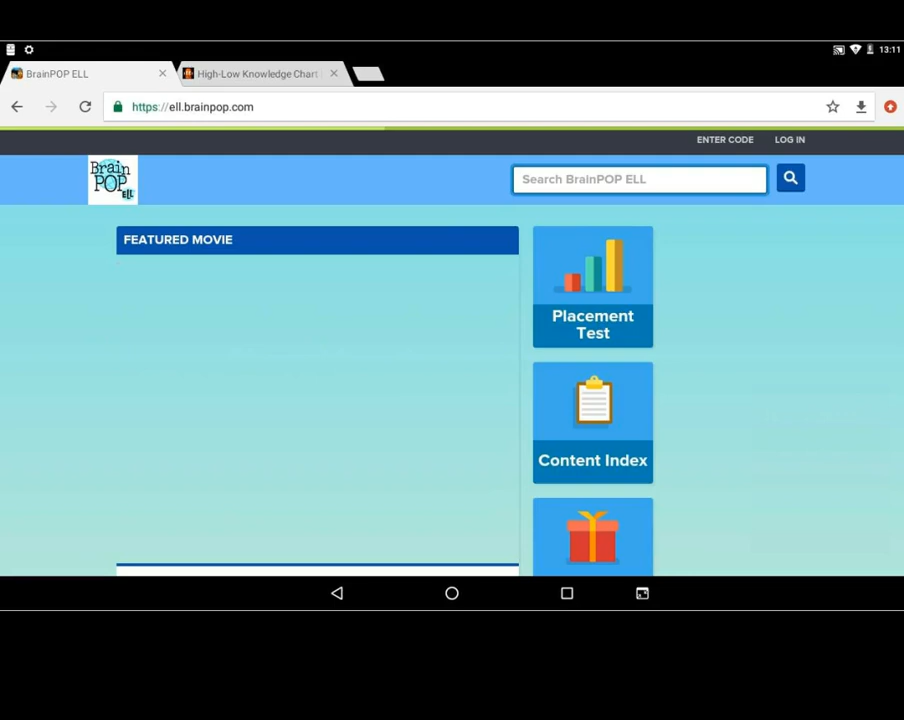 13:11
BrainPOP ELL
High-Low Knowledge Chart
https://ell.brainpop.com
ENTER CODE LOG IN
Brain
POP
ELL
Search BrainPOP ELL
FEATURED MOVIE
Placement
Test
Content Index